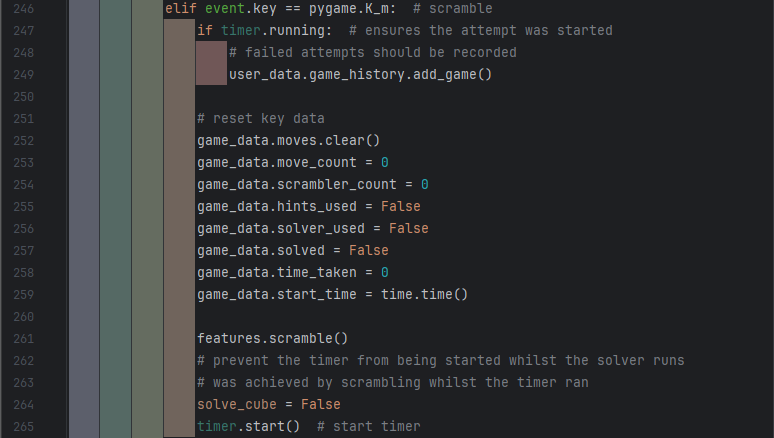 246 elif event.key == pygame.K_m:  # scramble
247 if timer.running:  # ensures the attempt was started
248 # failed attempts should be recorded
249 user_data.game_history.add_game()
250
251 # reset key data
252 game_data.moves.clear()
253 game_data.move_count = 0
254 game_data.scrambler_count = 0
255 game_data.hints_used = False
256 game_data.solver_used = False
257 game_data.solved = False
258 game_data.time_taken = 0
259 game_data.start_time = time.time()
260
261 features.scramble()
262 # prevent the timer from being started whilst the solver runs
263 # was achieved by scrambling whilst the timer ran
264 solve_cube = False
265 timer.start()  # start timer